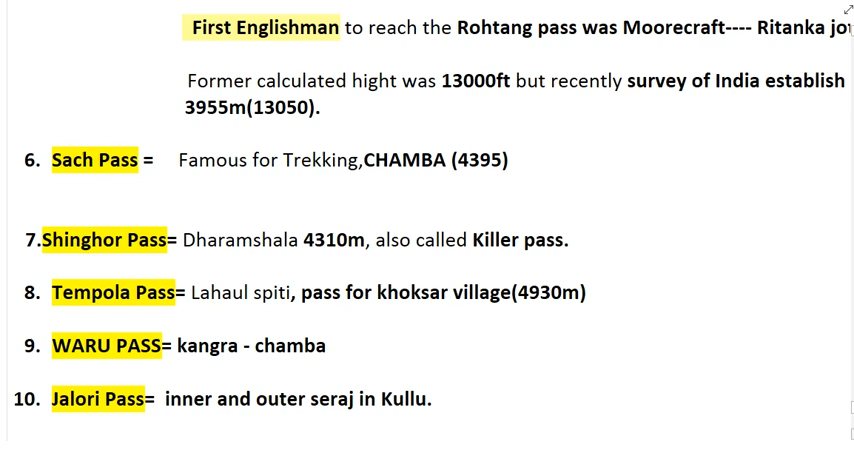 First Englishman to reach the Rohtang pass was Moorecraft---- Ritanka
Former calculated hight was 13000ft but recently survey of India establish
3955m(13050).
6. Sach Pass = Famous for Trekking,CHAMBA (4395)
7.Shinghor Pass= Dharamshala 4310m, also called Killer pass.
8. Tempola Pass= Lahaul spiti, pass for khoksar village(4930m)
9. WARU PASS= kangra - chamba
10. Jalori Pass= inner and outer seraj in Kullu.